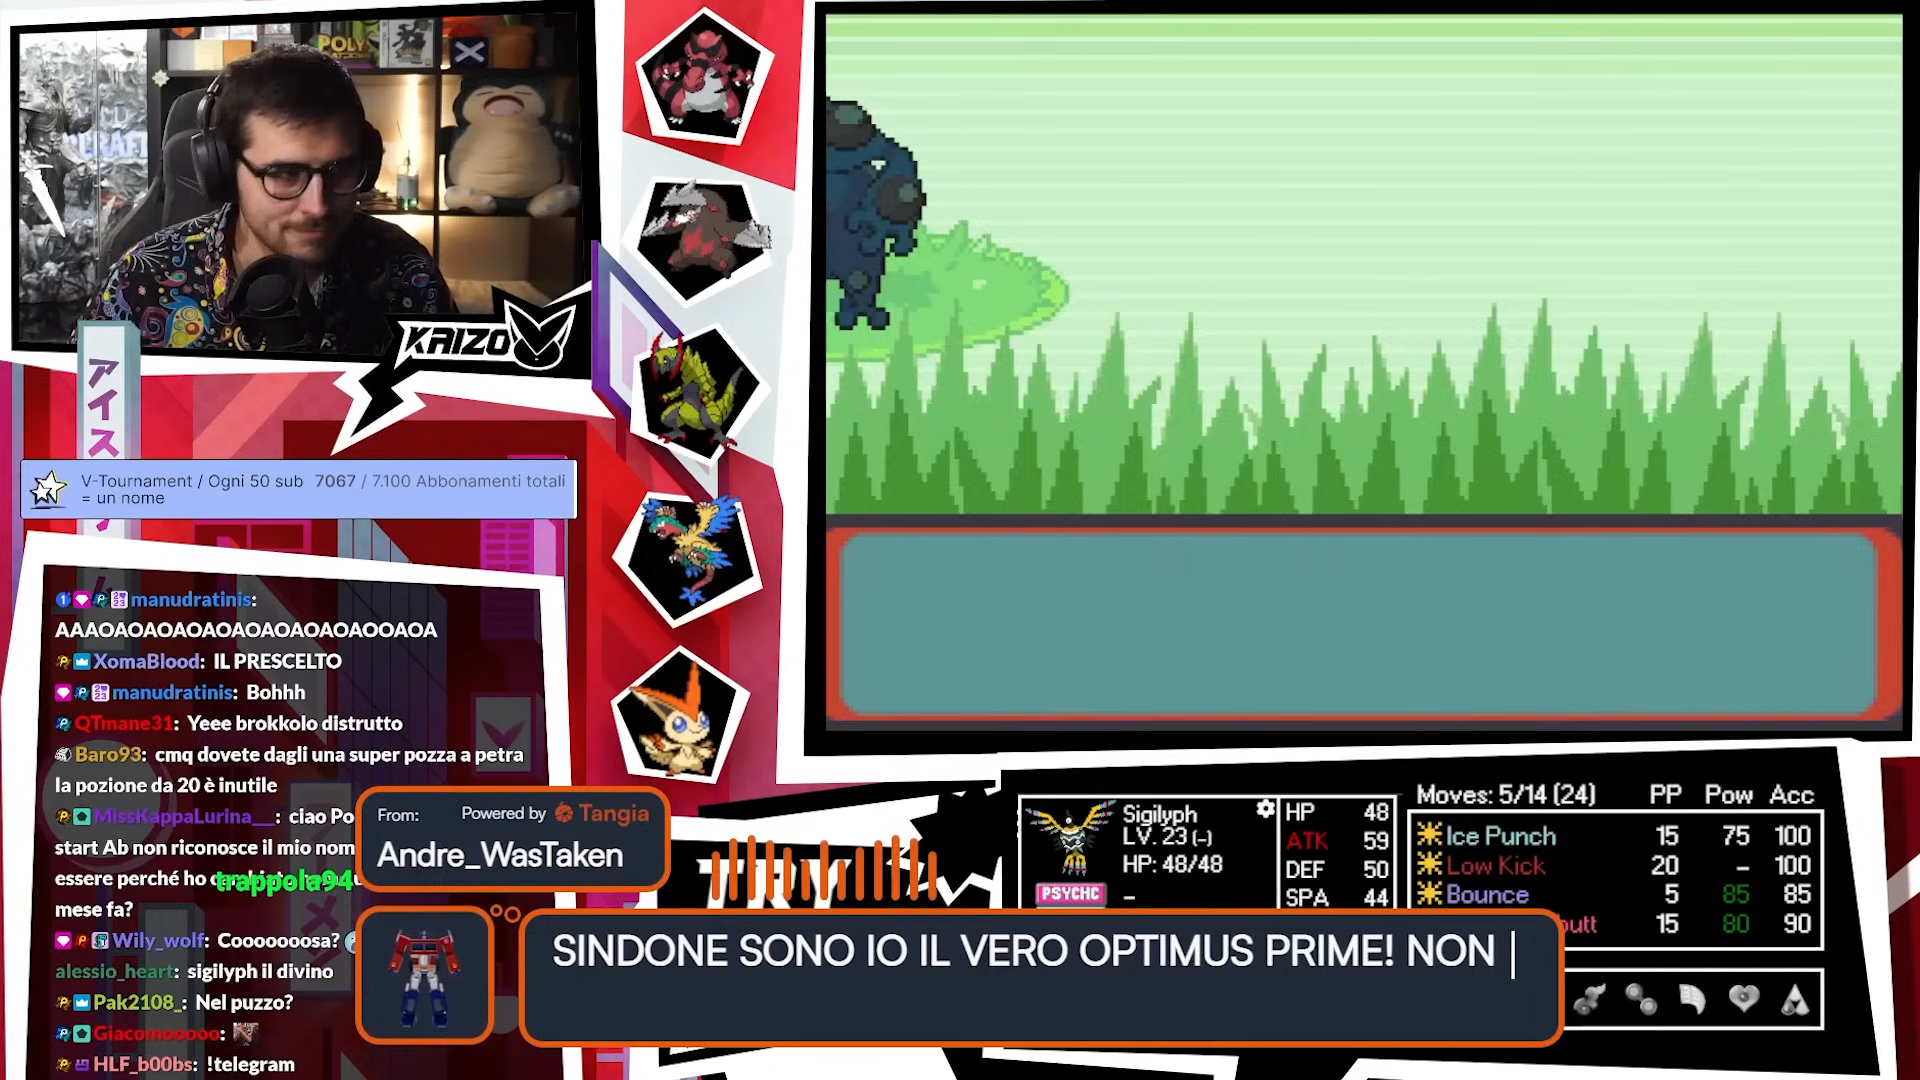 POLY
KAIZO
アイス
V-Tournament / Ogni 50 sub 7067 / 7.100 Abbonamenti totali
= un nome
manudratinis:
AAAOAOAOAOAOAOAOAOAOAOOAOA
XomaBlood: IL PRESCELTO
manudratinis: Bohhh
QTmane31: Yeee brokkolo distrutto
Baro93: cmq dovete dagli una super pozza a petra
la pozione da 20 è inutile
MissKappaLurina__: ciao Po
start Ab non riconosce il mio nom
essere perché ho
trappola94
mese fa?
Wily_wolf: Cooooooosa?
alessio_heart: sigilyph il divino
Pak2108_: Nel puzzo?
Giacomooooo:
HLF_b00bs: !telegram
From: Powered by Tangia
Andre_WasTaken
SINDONE SONO IO IL VERO OPTIMUS PRIME! NON
Sigilyph
LV. 23 (-)
HP: 48/48
PSYCHC
-
HP 48
ATK 59
DEF 50
SPA 44
Moves: 5/14 (24) PP Pow Acc
Ice Punch 15 75 100
Low Kick 20 - 100
Bounce 5 85 85
butt 15 80 90